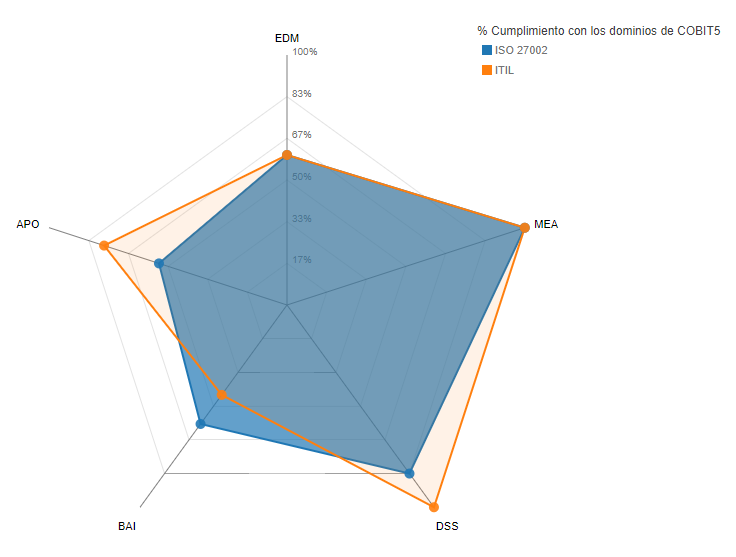 % Cumplimiento con los dominios de COBIT5
ISO 27002
ITIL
EDM
100%
83%
67%
50%
33%
17%
APO
MEA
BAI
DSS